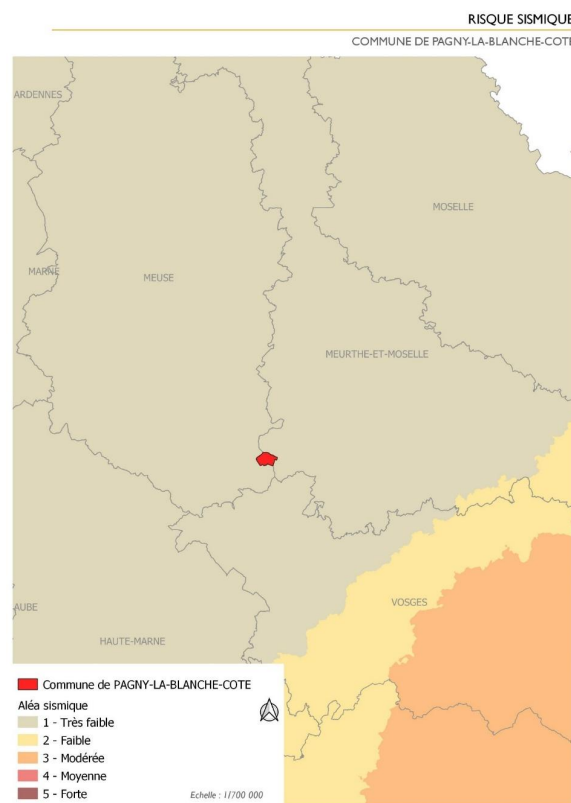 RISQUE SISMIQUE
COMMUNE DE PAGNY-LA-BLANCHE-COTE
ARDENNES
MOSELLE
MARNE
MEUSE
MEURTHE-ET-MOSELLE
VOSGES
AUBE
HAUTE-MARNE
Commune de PAGNY-LA-BLANCHE-COTE
Aléa sismique
1 - Très faible
2 - Faible
3 - Modérée
4 - Moyenne
5 - Forte
Echelle : 1/700 000